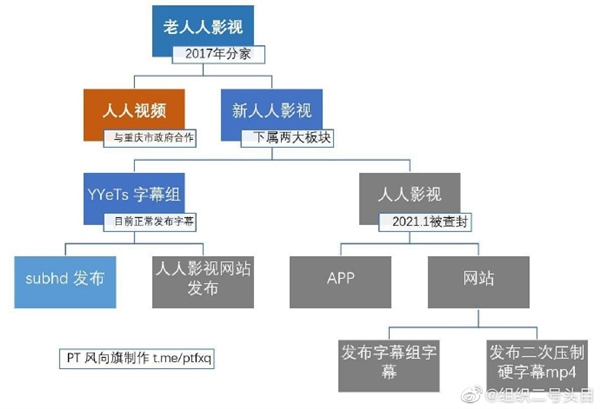 老人人影视
2017年分家
人人视频
与重庆市政府合作
新人人影视
下属两大板块
YYeTs 字幕组
目前正常发布字幕
人人影视
2021.1被查封
subhd 发布
人人影视网站
发布
APP
网站
发布字幕组字
幕
发布二次压制
硬字幕mp4
PT 风向旗制作 t.me/ptfxq
@组织二号头目